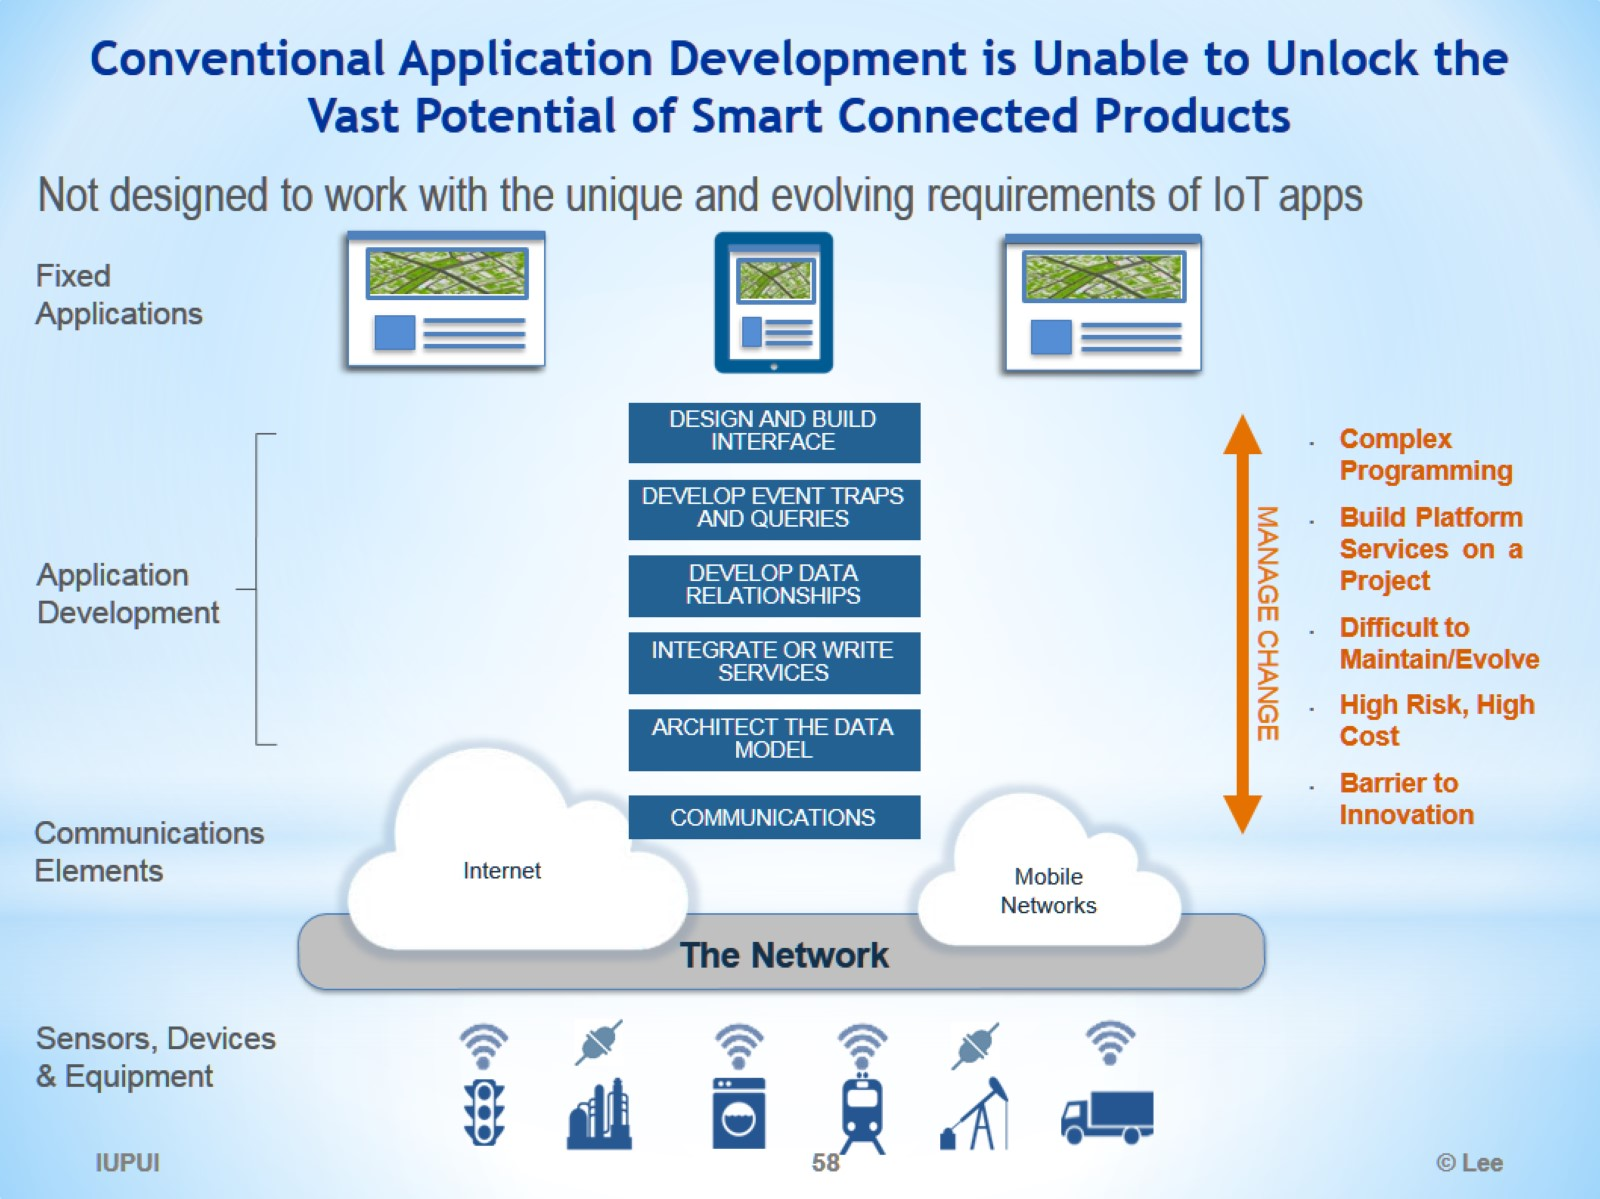 Conventional Application Development is Unable to Unlock the
Vast Potential of Smart Connected Products
Not designed to work with the unique and evolving requirements of IoT apps
Fixed
Applications
DESIGN AND BUILD
INTERFACE
DEVELOP EVENT TRAPS
AND QUERIES
DEVELOP DATA
RELATIONSHIPS
INTEGRATE OR WRITE
SERVICES
ARCHITECT THE DATA
MODEL
COMMUNICATIONS
Application
Development
MANAGE CHANGE
· Complex
Programming
· Build Platform
Services on a
Project
· Difficult to
Maintain/Evolve
· High Risk, High
Cost
· Barrier to
Innovation
Communications
Elements
Internet
Mobile
Networks
The Network
Sensors, Devices
& Equipment
IUPUI
58
© Lee